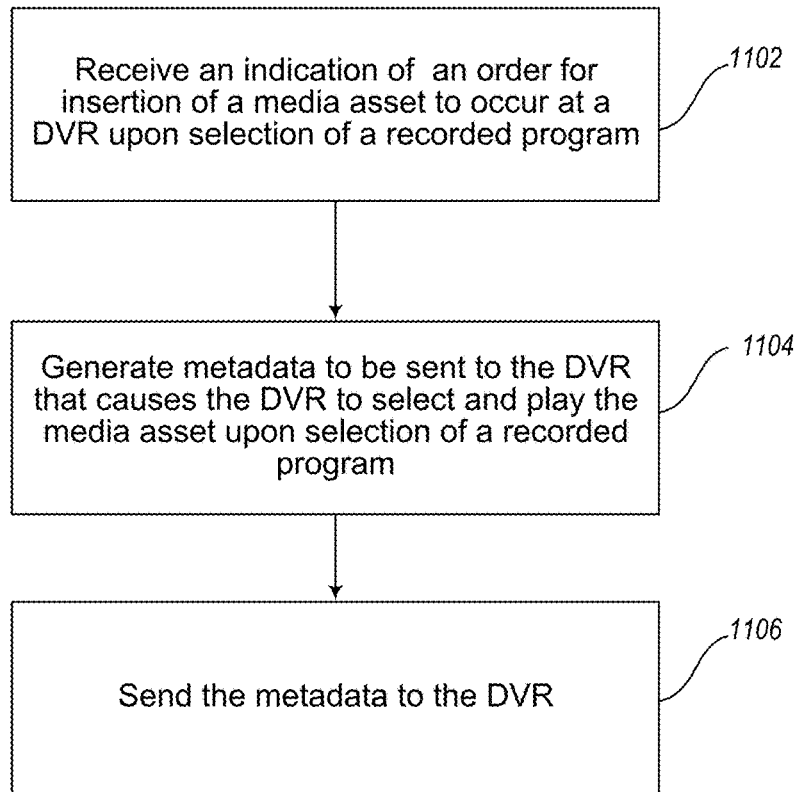 Receive an indication of an order for
insertion of a media asset to occur at a
DVR upon selection of a recorded program
1102
Generate metadata to be sent to the DVR
that causes the DVR to select and play the
media asset upon selection of a recorded
program
1104
Send the metadata to the DVR
1106